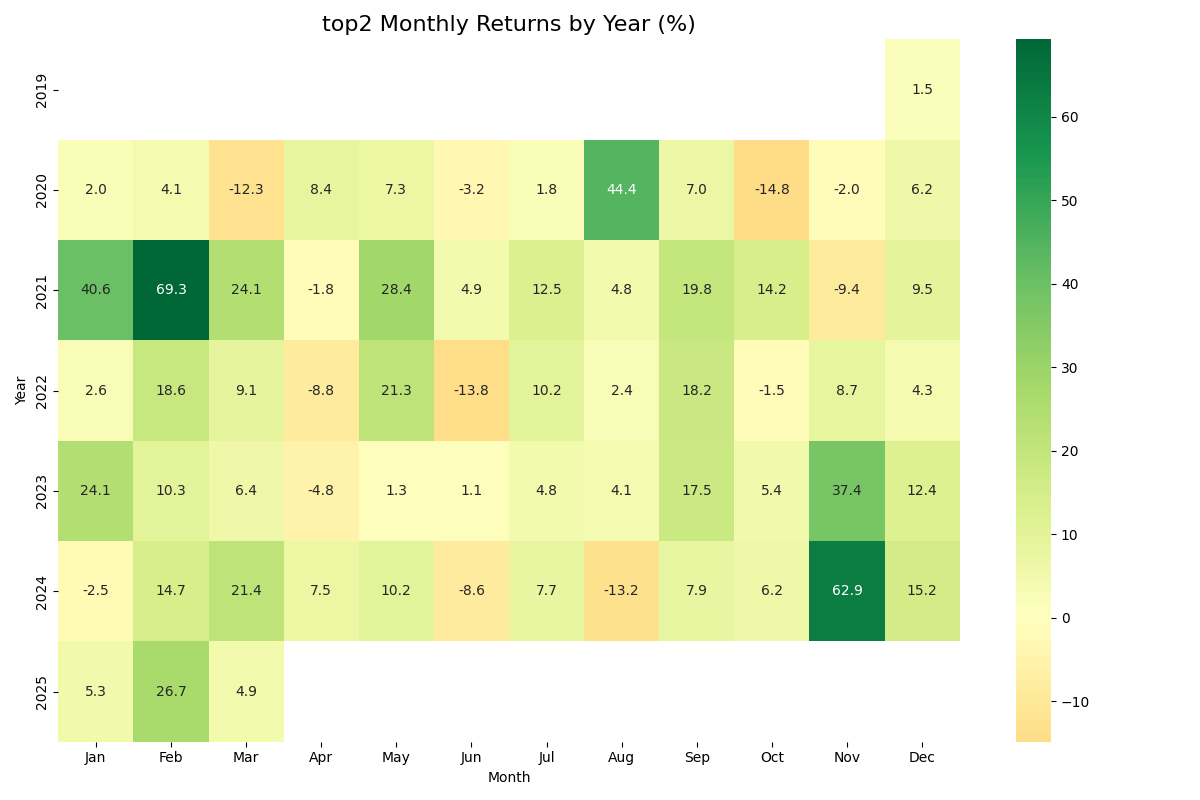 top2 Monthly Returns by Year (%)
2019 1.5
2020 2.0 4.1 -12.3 8.4 7.3 -3.2 1.8 44.4 7.0 -14.8 -2.0 6.2
2021 40.6 69.3 24.1 -1.8 28.4 4.9 12.5 4.8 19.8 14.2 -9.4 9.5
2022 2.6 18.6 9.1 -8.8 21.3 -13.8 10.2 2.4 18.2 -1.5 8.7 4.3
2023 24.1 10.3 6.4 -4.8 1.3 1.1 4.8 4.1 17.5 5.4 37.4 12.4
2024 -2.5 14.7 21.4 7.5 10.2 -8.6 7.7 -13.2 7.9 6.2 62.9 15.2
2025 5.3 26.7 4.9
Year
Jan Feb Mar Apr May Jun Jul Aug Sep Oct Nov Dec
Month
60
50
40
30
20
10
0
−10